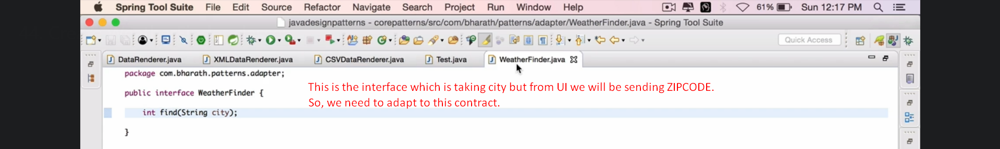 Spring Tool Suite File Edit Source Refactor Navigate Search Project Run Window Help 61% Sun 12:17 PM
javadesignpatterns - corepatterns/src/com/bharath/patterns/adapter/WeatherFinder.java - Spring Tool Suite
Quick Access
DataRenderer.java XMLDataRenderer.java CSVDataRenderer.java Test.java WeatherFinder.java
package com.bharath.patterns.adapter;
This is the interface which is taking city but from UI we will be sending ZIPCODE.
public interface WeatherFinder {
So, we need to adapt to this contract.
int find(String city);
}